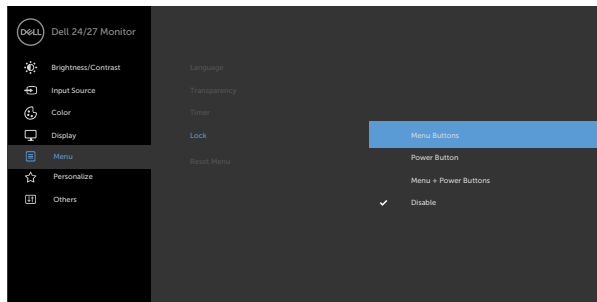 DELL Dell 24/27 Monitor
Brightness/Contrast
Input Source
Color
Display
Menu
Personalize
Others
Language
Transparency
Timer
Lock
Reset Menu
Menu Buttons
Power Button
Menu + Power Buttons
Disable